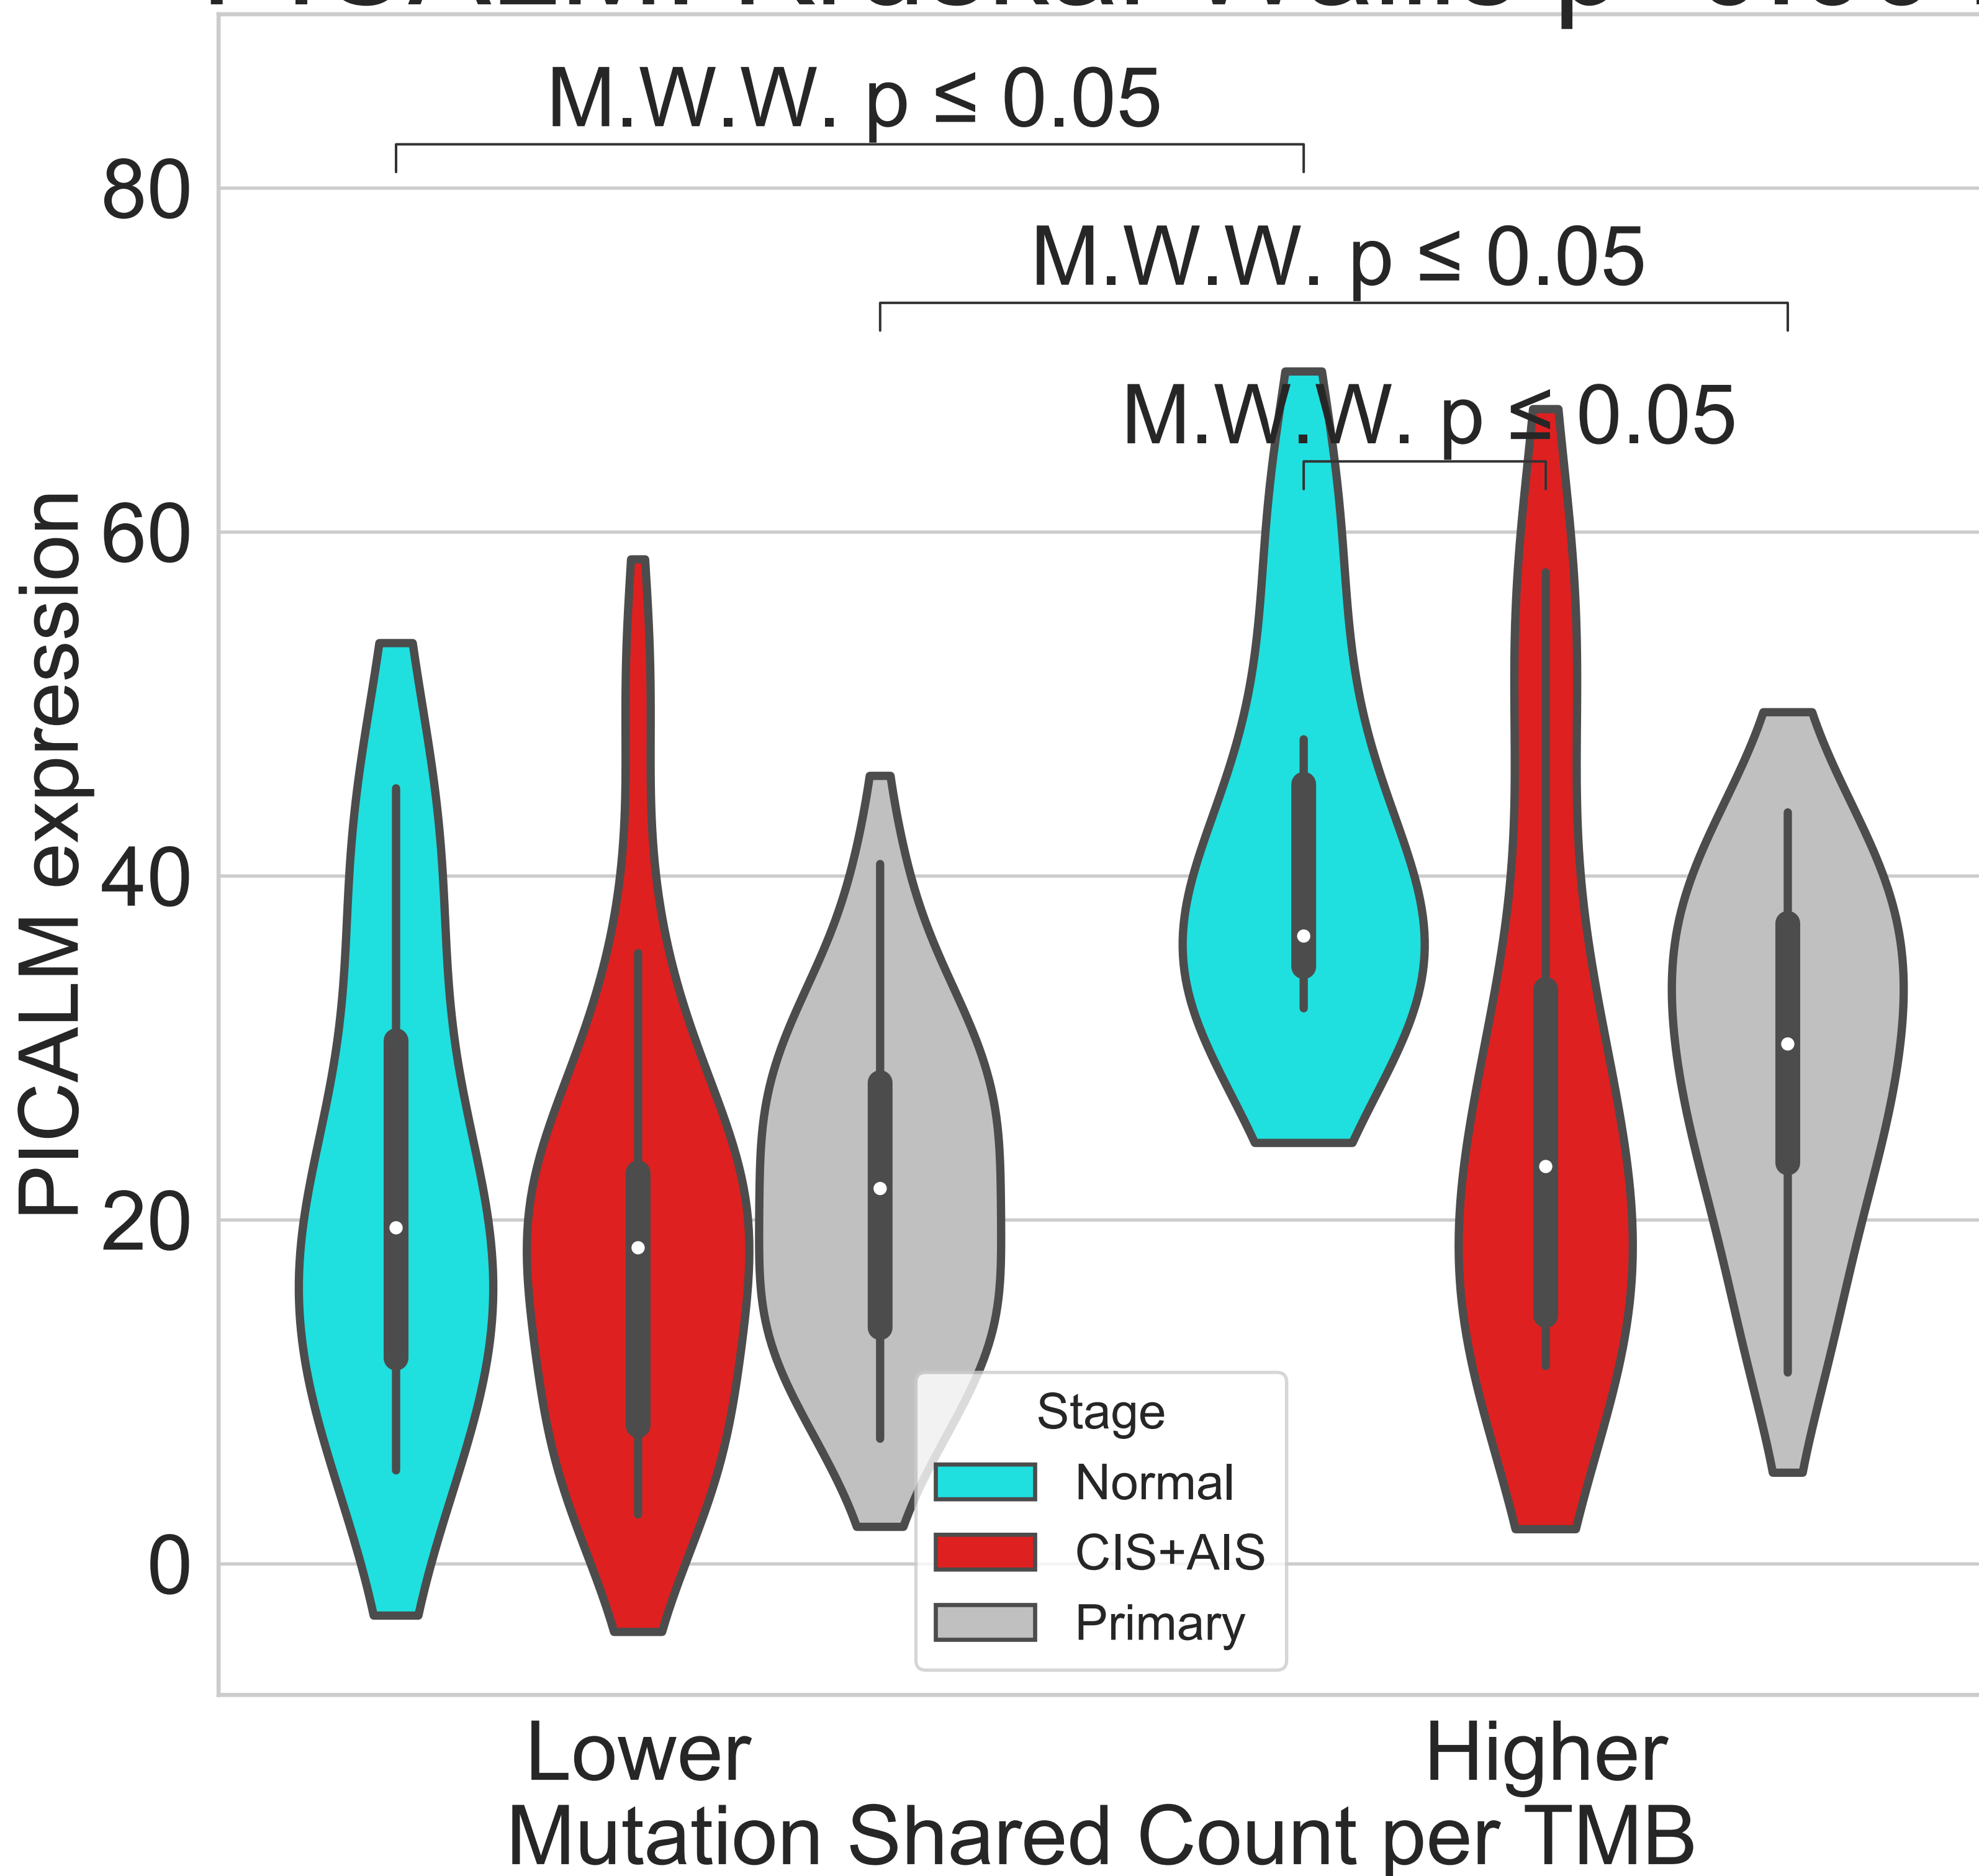 M.W.W. p ≤ 0.05
80
M.W.W. p ≤ 0.05
M.W.W. p ≤ 0.05
60
PICALM expression
40
20
Stage
Normal
CIS+AIS
Primary
0
Lower
Higher
Mutation Shared Count per TMB